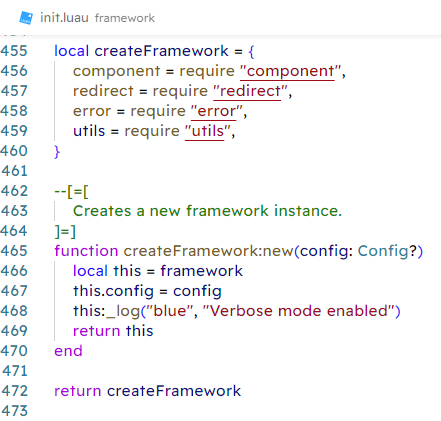 init.luau framework
455 local createFramework = {
456 component = require "component",
457 redirect = require "redirect",
458 error = require "error",
459 utils = require "utils",
460 }
461
462 --[=[
463 Creates a new framework instance.
464 ]=]
465 function createFramework:new(config: Config?)
466 local this = framework
467 this.config = config
468 this:_log("blue", "Verbose mode enabled")
469 return this
470 end
471
472 return createFramework
473